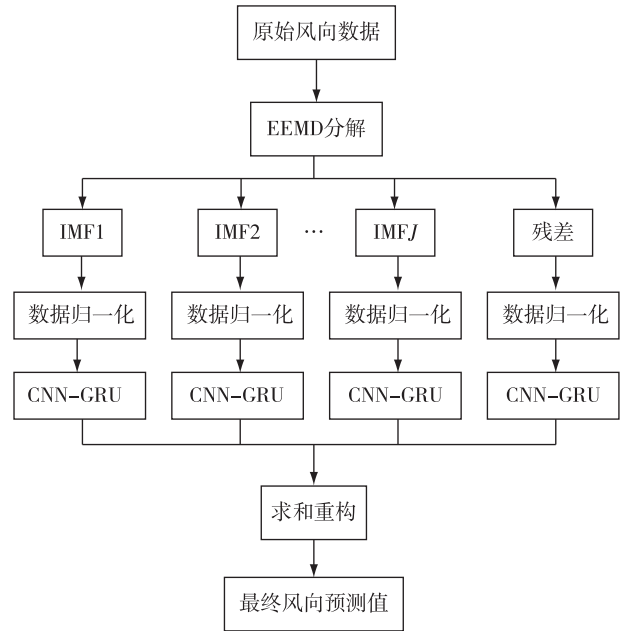 原始风向数据
EEMD分解
IMF1 IMF2 … IMFJ 残差
数据归一化 数据归一化 数据归一化 数据归一化
CNN-GRU CNN-GRU CNN-GRU CNN-GRU
求和重构
最终风向预测值